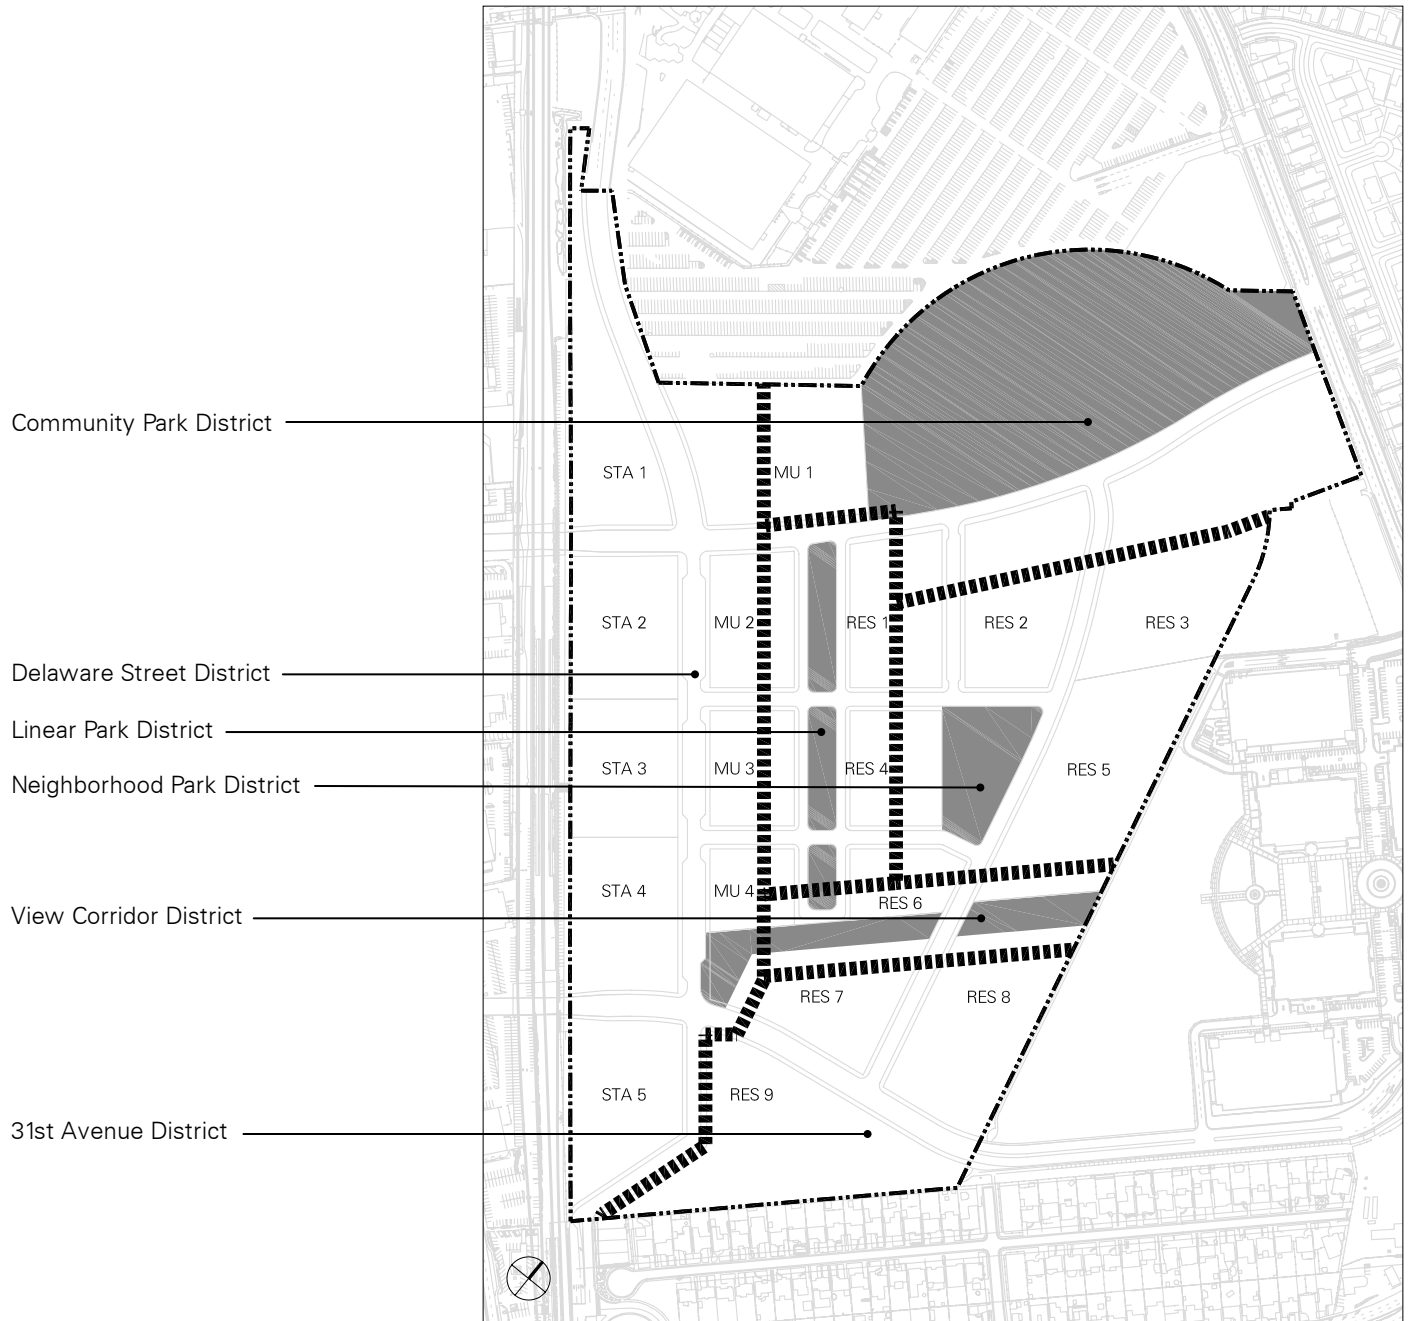 Community Park District
STA 1
MU 1
STA 2
MU 2
RES 1
RES 2
RES 3
Delaware Street District
Linear Park District
STA 3
MU 3
RES 4
RES 5
Neighborhood Park District
STA 4
MU 4
RES 6
View Corridor District
RES 7
RES 8
STA 5
RES 9
31st Avenue District